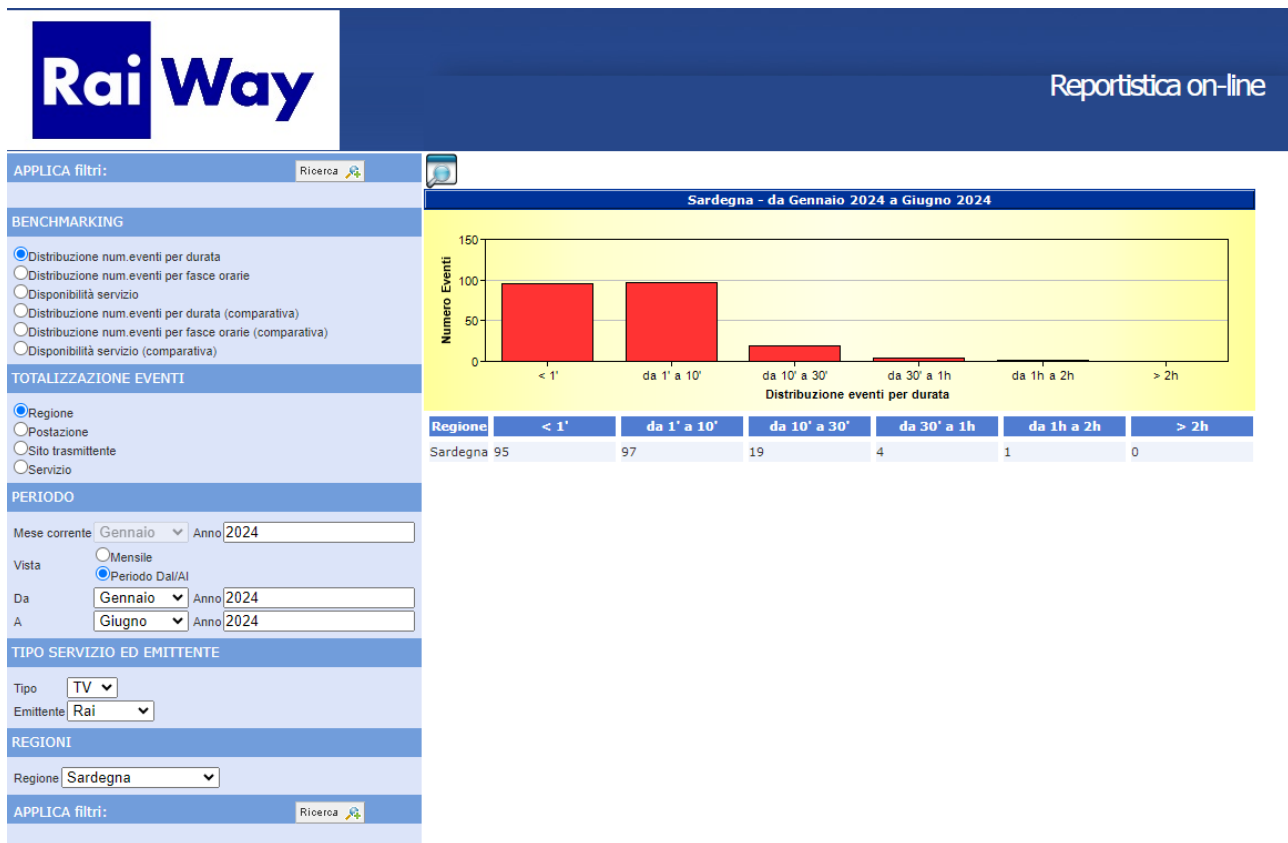 Rai Way
Reportistica on-line
APPLICA filtri:
Ricerca
BENCHMARKING
Distribuzione num.eventi per durata
Distribuzione num.eventi per fasce orarie
Disponibilità servizio
Distribuzione num.eventi per durata (comparativa)
Distribuzione num.eventi per fasce orarie (comparativa)
Disponibilità servizio (comparativa)
TOTALIZZAZIONE EVENTI
Regione
Postazione
Sito trasmittente
Servizio
PERIODO
Mese corrente Gennaio Anno 2024
Vista
Mensile
Periodo Dal/Al
Da Gennaio Anno 2024
A Giugno Anno 2024
TIPO SERVIZIO ED EMITTENTE
Tipo TV
Emittente Rai
REGIONI
Regione Sardegna
APPLICA filtri:
Ricerca
Sardegna - da Gennaio 2024 a Giugno 2024
Numero Eventi
150
100
50
0
< 1' da 1' a 10' da 10' a 30' da 30' a 1h da 1h a 2h > 2h
Distribuzione eventi per durata
Regione < 1' da 1' a 10' da 10' a 30' da 30' a 1h da 1h a 2h > 2h
Sardegna 95 97 19 4 1 0